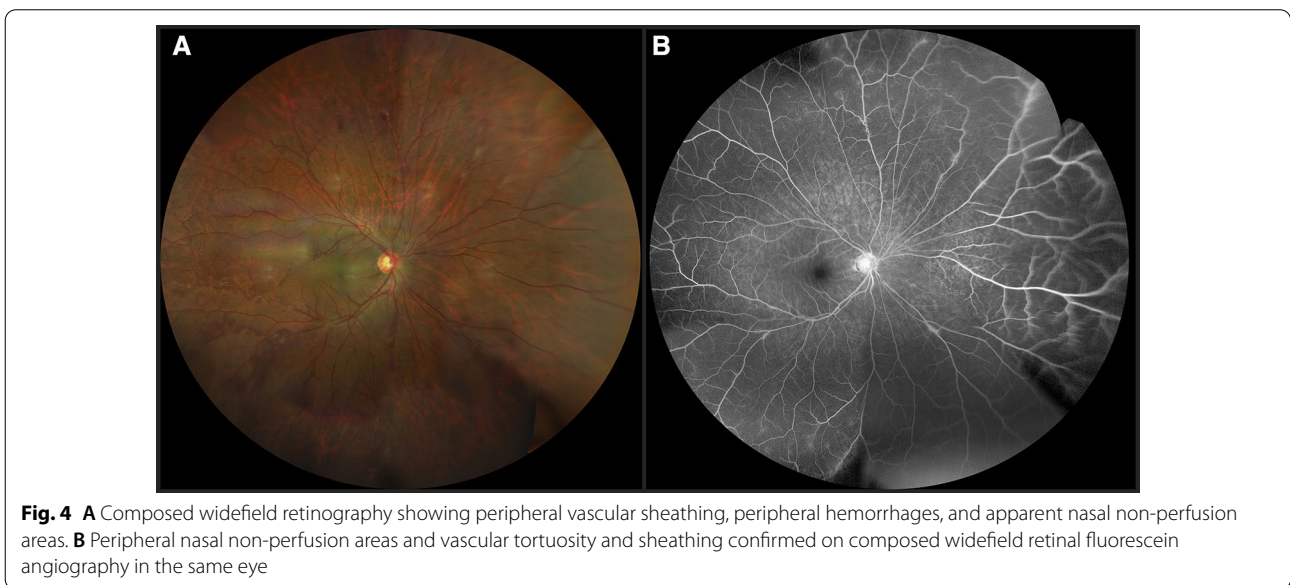 A
B
Fig. 4 A Composed widefield retinography showing peripheral vascular sheathing, peripheral hemorrhages, and apparent nasal non-perfusion
areas. B Peripheral nasal non-perfusion areas and vascular tortuosity and sheathing confirmed on composed widefield retinal fluorescein
angiography in the same eye